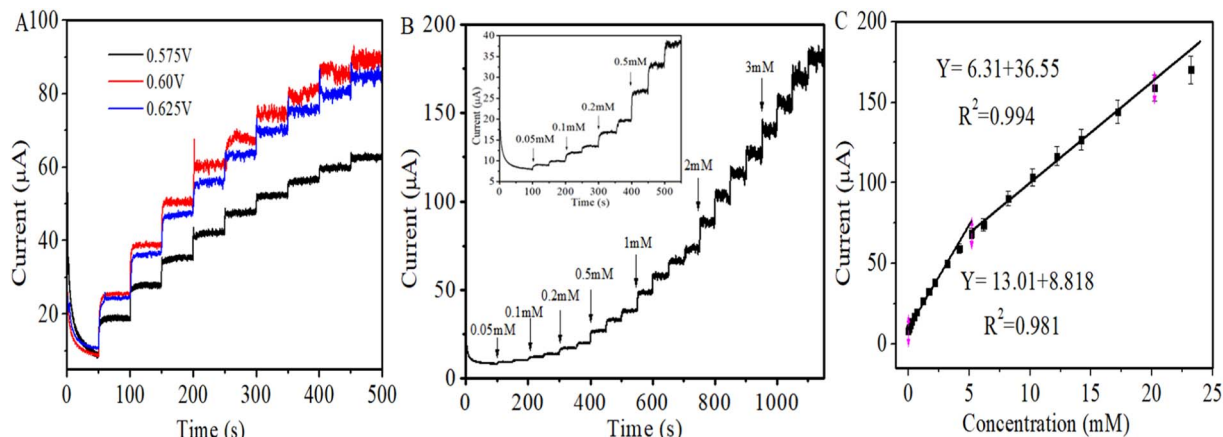 A
100
80
60
40
20
0
100
200
300
400
500
0.575V
0.60V
0.625V
Current (µA)
Time (s)
B
200
150
100
50
0
0
200
400
600
800
1000
0.05mM
0.1mM
0.2mM
0.5mM
1mM
2mM
3mM
Current (µA)
Time (s)
40
35
30
25
20
15
10
5
0
100
200
300
400
500
0.05mM
0.1mM
0.2mM
0.5mM
Current (µA)
Time (s)
C
200
150
100
50
0
0
5
10
15
20
25
Y= 6.31+36.55
R²=0.994
Y= 13.01+8.818
R²=0.981
Current (µA)
Concentration (mM)